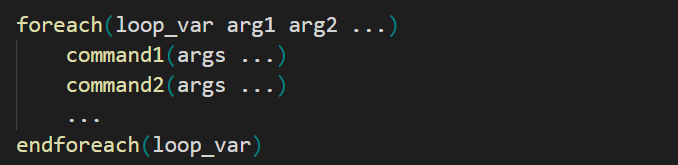 foreach(loop_var arg1 arg2 ...)
    command1(args ...)
    command2(args ...)
    ...
endforeach(loop_var)